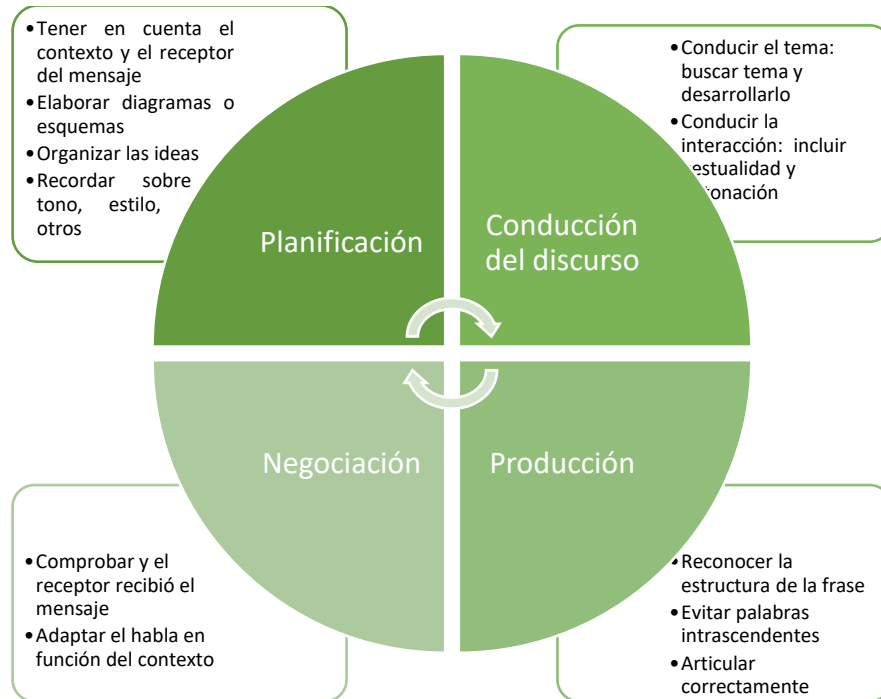 •Tener en cuenta el
contexto y el receptor
del mensaje
•Elaborar diagramas o
esquemas
•Organizar las ideas
•Recordar sobre
tono, estilo,
otros
Planificación
•Conducir el tema:
buscar tema y
desarrollarlo
•Conducir la
interacción: incluir
estualidad y
tonación
Conducción
del discurso
Negociación
•Comprobar y el
receptor recibió el
mensaje
•Adaptar el habla en
función del contexto
Producción
•Reconocer la
estructura de la frase
•Evitar palabras
intrascendentes
•Articular
correctamente